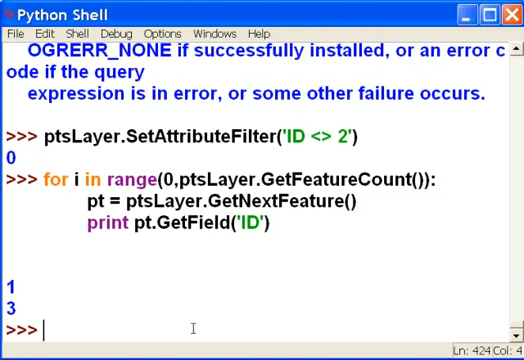 Python Shell
File Edit Shell Debug Options Windows Help
OGRERR_NONE if successfully installed, or an error c
ode if the query
expression is in error, or some other failure occurs.
>>> ptsLayer.SetAttributeFilter('ID <> 2')
0
>>> for i in range(0,ptsLayer.GetFeatureCount()):
pt = ptsLayer.GetNextFeature()
print pt.GetField('ID')
1
3
>>>
Ln: 424 Col: 4